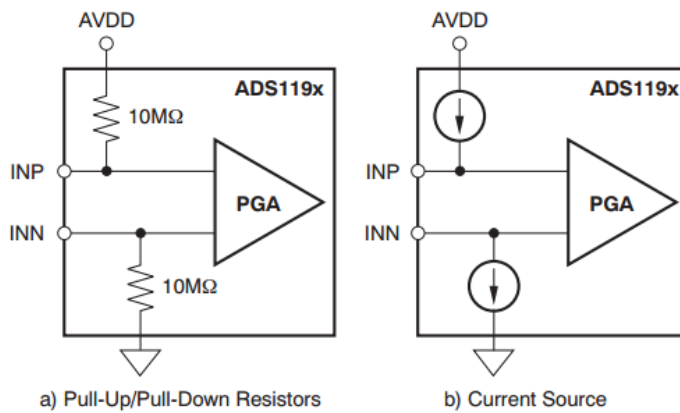 AVDD
ADS119x
10MΩ
INP
PGA
INN
10MΩ
a) Pull-Up/Pull-Down Resistors
AVDD
ADS119x
INP
PGA
INN
b) Current Source